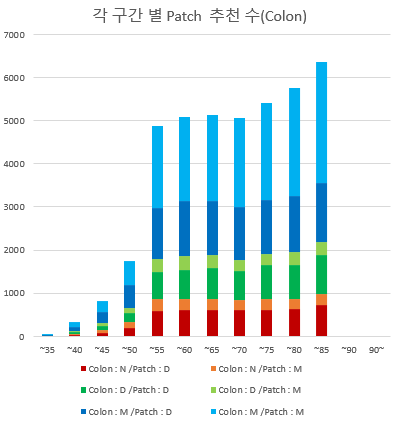 각 구간 별 Patch 추천 수(Colon)
7000
6000
5000
4000
3000
2000
1000
0
~35 ~40 ~45 ~50 ~55 ~60 ~65 ~70 ~75 ~80 ~85 ~90 90~
Colon : N /Patch : D Colon : N /Patch : M
Colon : D /Patch : D Colon : D /Patch : M
Colon : M /Patch : D Colon : M /Patch : M